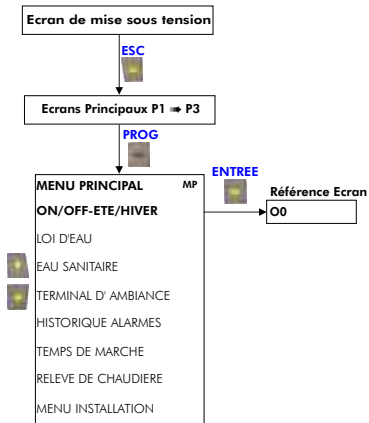 Ecran de mise sous tension
ESC
Ecrans Principaux P1 ➠ P3
PROG
MENU PRINCIPAL MP
ENTREE
Référence Ecran
ON/OFF-ETE/HIVER
O0
LOI D'EAU
EAU SANITAIRE
TERMINAL D' AMBIANCE
HISTORIQUE ALARMES
TEMPS DE MARCHE
RELEVE DE CHAUDIERE
MENU INSTALLATION